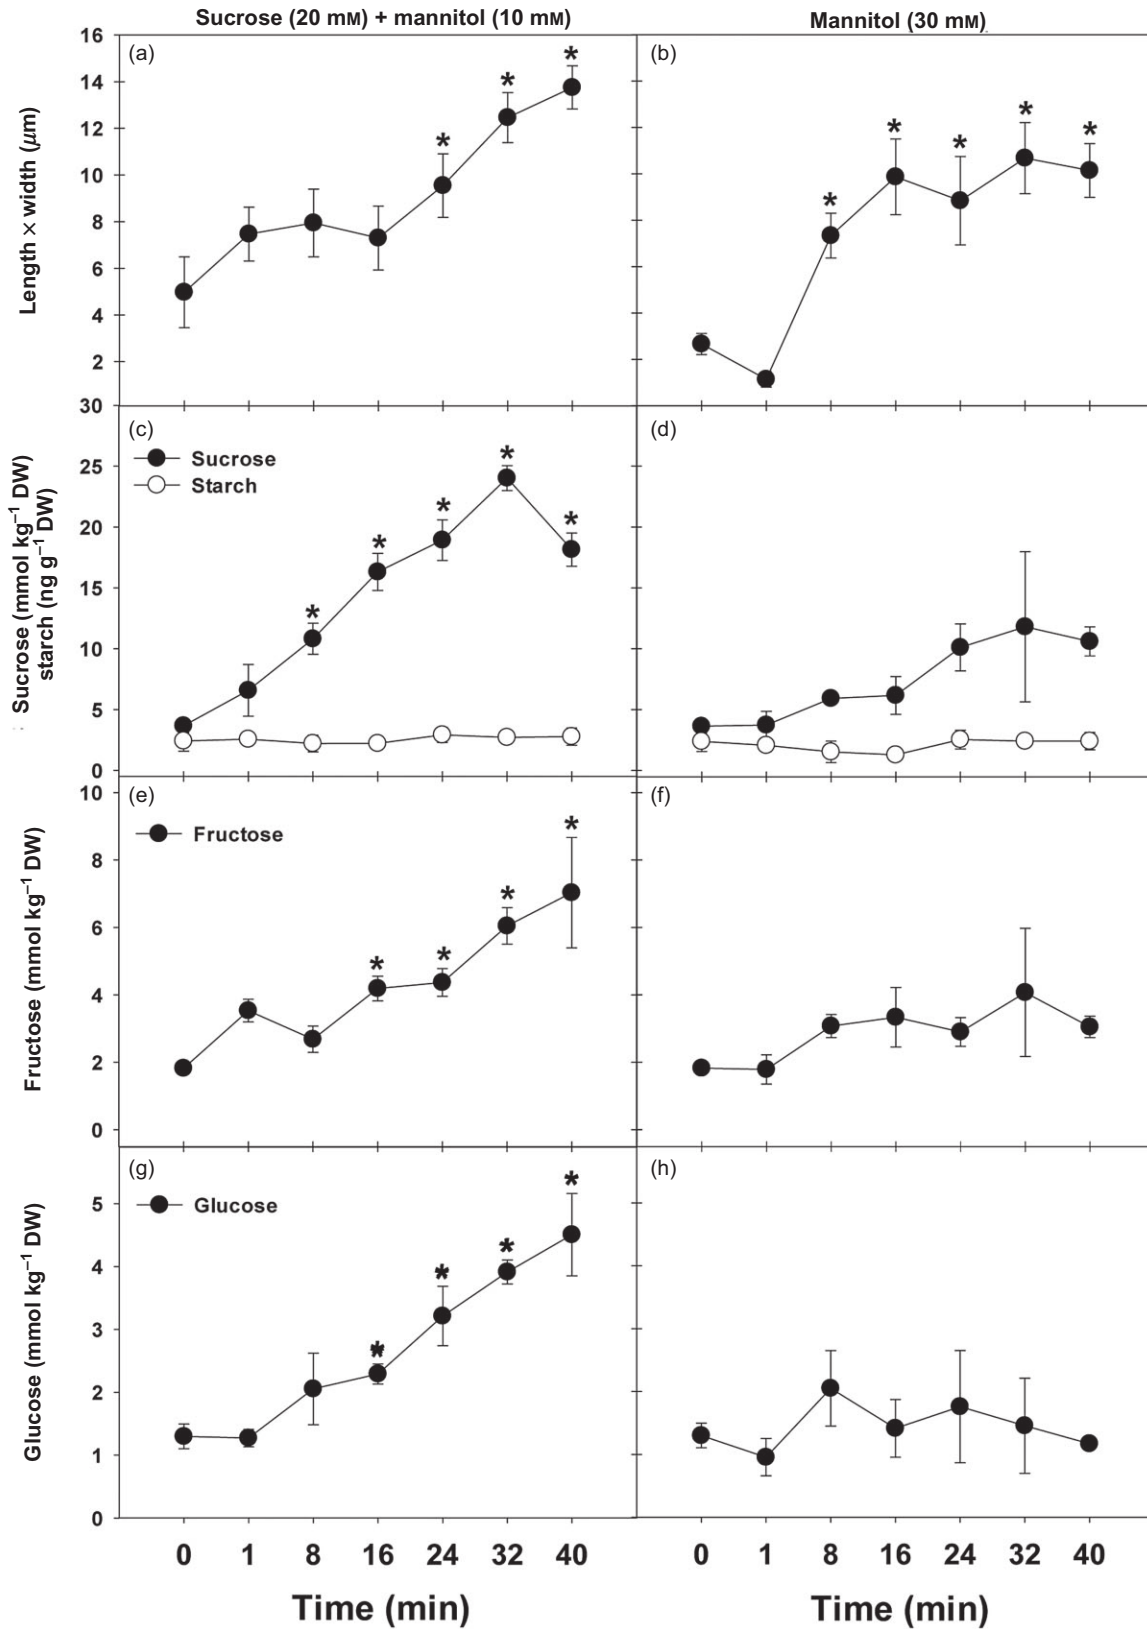 Sucrose (20 mM) + mannitol (10 mM)
Mannitol (30 mM)
(a)
(b)
16
14
12
10
8
6
4
2
Length × width (μm)
* * *
* * * * *
(c)
(d)
Sucrose
Starch
30
25
20
15
10
5
0
Sucrose (mmol kg⁻¹ DW)
starch (ng g⁻¹ DW)
* * * * *
(e)
(f)
Fructose
10
8
6
4
2
0
Fructose (mmol kg⁻¹ DW)
* * * *
(g)
(h)
Glucose
5
4
3
2
1
0
Glucose (mmol kg⁻¹ DW)
* * * *
0 1 8 16 24 32 40
0 1 8 16 24 32 40
Time (min)
Time (min)